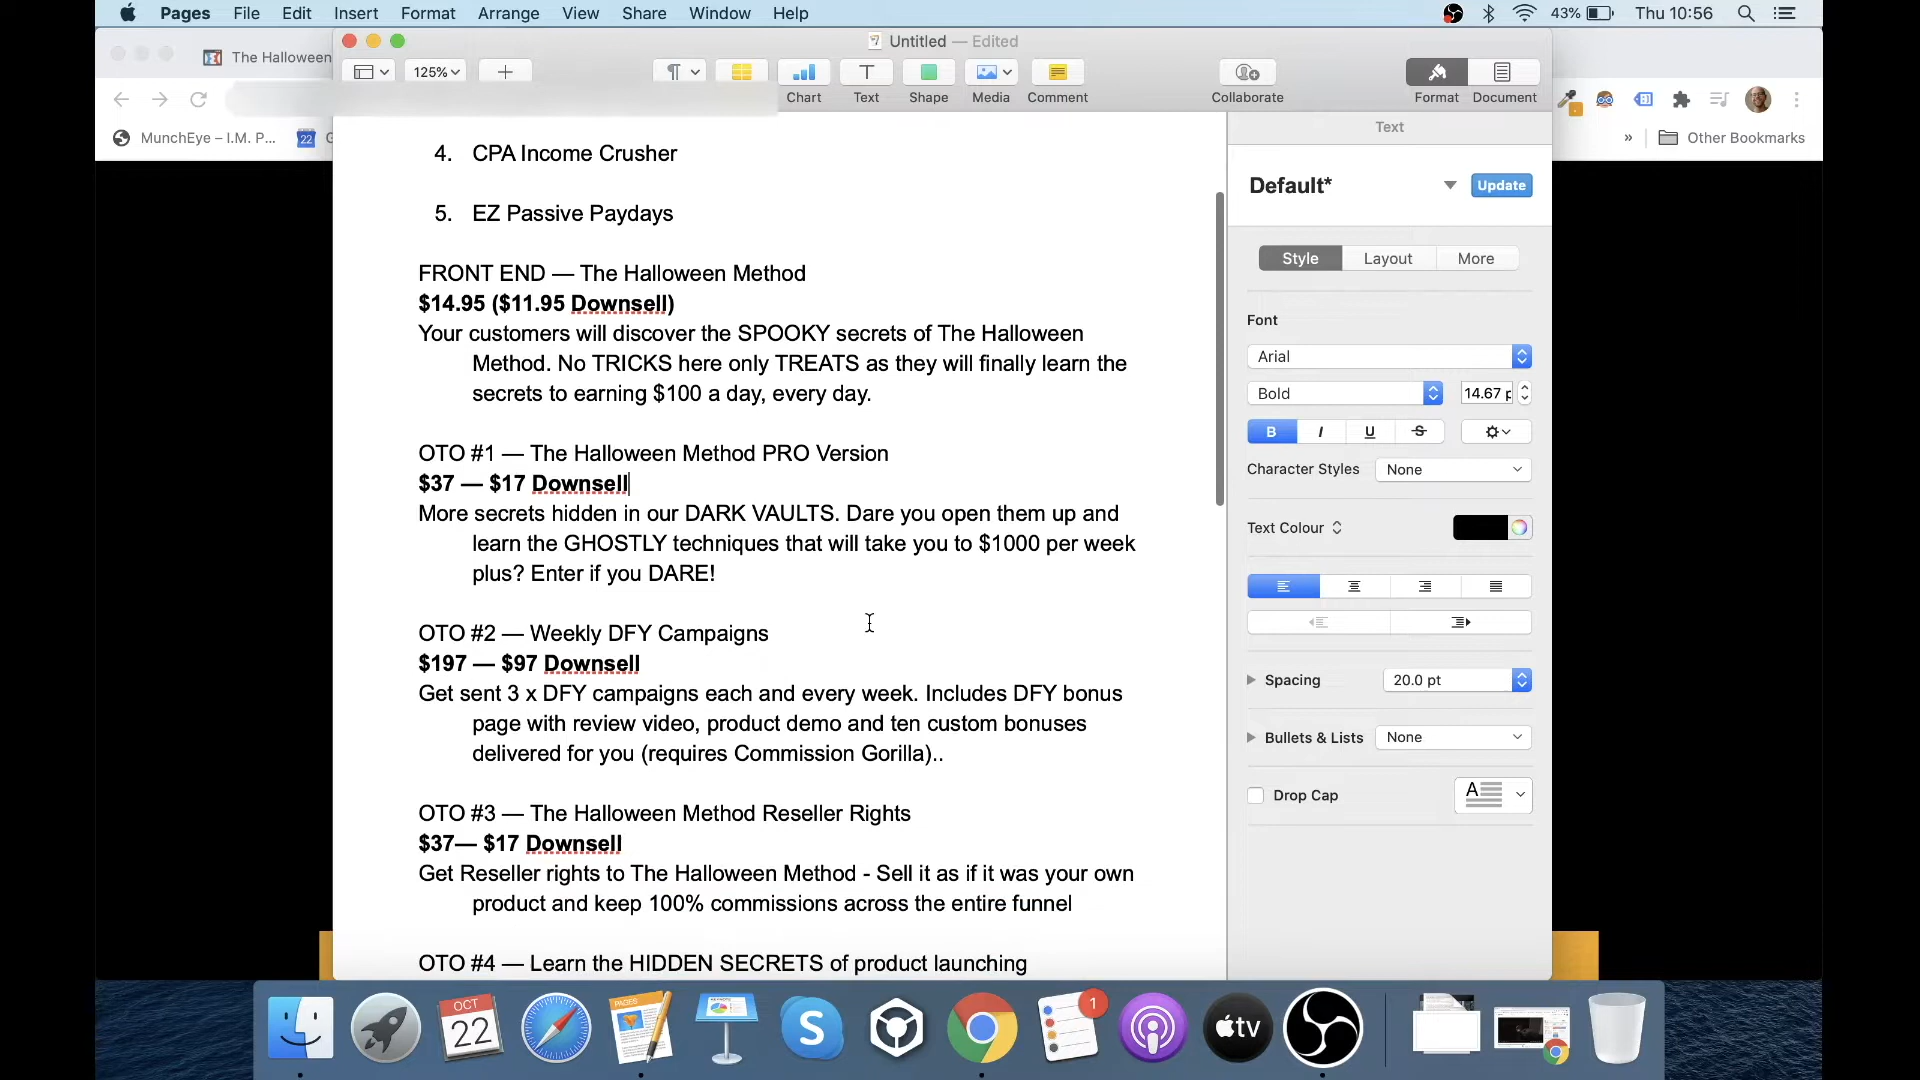 Pages File Edit Insert Format Arrange View Share Window Help
43% Thu 10:56
The Halloween
Untitled — Edited
125%
Chart Text Shape Media Comment Collaborate Format Document
MunchEye – I.M. P...
22
Other Bookmarks
Text
4. CPA Income Crusher
5. EZ Passive Paydays
FRONT END — The Halloween Method
$14.95 ($11.95 Downsell)
Your customers will discover the SPOOKY secrets of The Halloween
Method. No TRICKS here only TREATS as they will finally learn the
secrets to earning $100 a day, every day.
OTO #1 — The Halloween Method PRO Version
$37 — $17 Downsell
More secrets hidden in our DARK VAULTS. Dare you open them up and
learn the GHOSTLY techniques that will take you to $1000 per week
plus? Enter if you DARE!
OTO #2 — Weekly DFY Campaigns
$197 — $97 Downsell
Get sent 3 x DFY campaigns each and every week. Includes DFY bonus
page with review video, product demo and ten custom bonuses
delivered for you (requires Commission Gorilla)..
OTO #3 — The Halloween Method Reseller Rights
$37— $17 Downsell
Get Reseller rights to The Halloween Method - Sell it as if it was your own
product and keep 100% commissions across the entire funnel
OTO #4 — Learn the HIDDEN SECRETS of product launching
Default*
Update
Style Layout More
Font
Arial
Bold 14.67 p
B I U S
Character Styles None
Text Colour
Spacing 20.0 pt
Bullets & Lists None
Drop Cap A
OCT
22
PAGES
S
1
tv